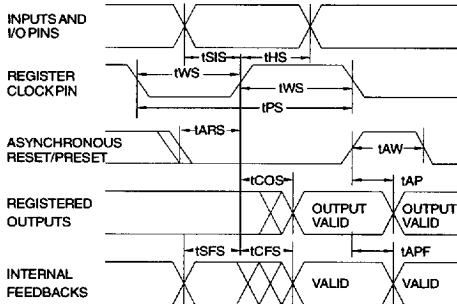 INPUTS AND
I/O PINS
tSIS
tHS
REGISTER
CLOCK PIN
tWS
tWS
tPS
ASYNCHRONOUS
RESET/PRESET
tARS
tAW
REGISTERED
OUTPUTS
tCOS
tAP
OUTPUT
VALID
OUTPUT
VALID
INTERNAL
FEEDBACKS
tSFS
tCFS
tAPF
VALID
VALID